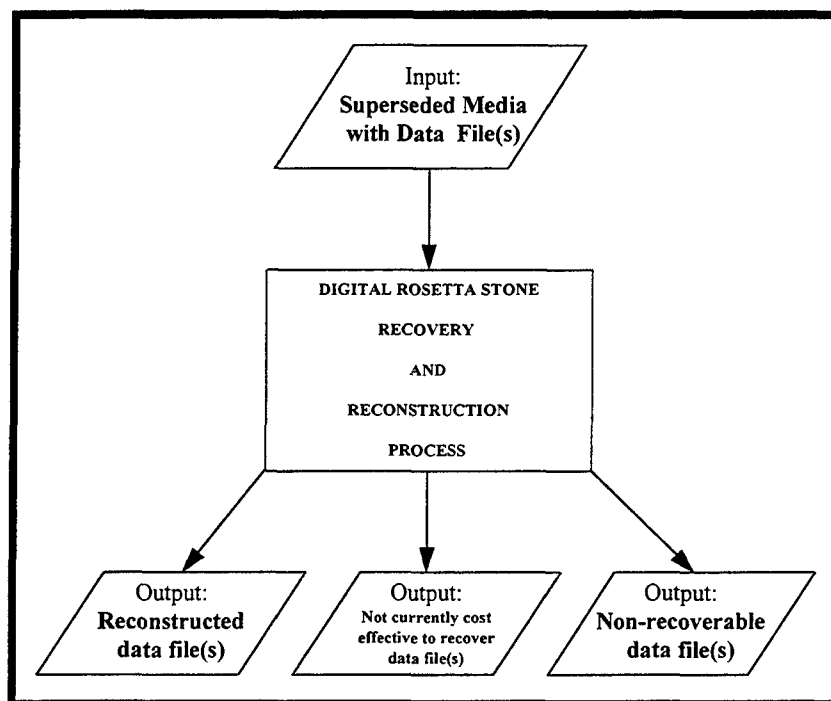 Input:
Superseded Media
with Data File(s)
DIGITAL ROSETTA STONE
RECOVERY
AND
RECONSTRUCTION
PROCESS
Output:
Reconstructed
data file(s)
Output:
Not currently cost
effective to recover
data file(s)
Output:
Non-recoverable
data file(s)